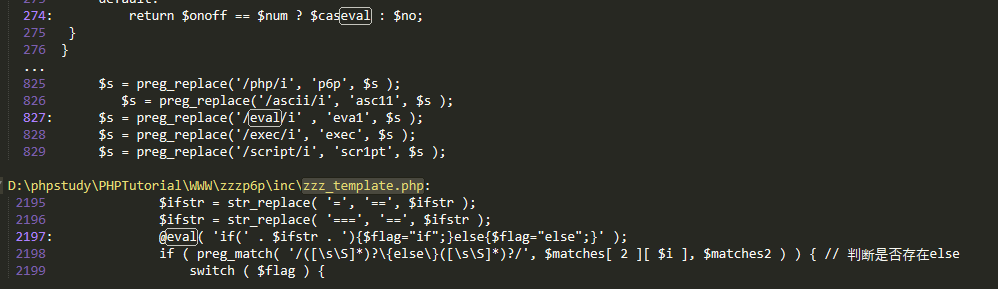 default:
274: return $onoff == $num ? $caseval : $no;
275 }
276 }
...
825 $s = preg_replace('/php/i', 'p6p', $s );
826 $s = preg_replace('/ascii/i', 'asc11', $s );
827: $s = preg_replace('/eval/i' , 'eva1', $s );
828 $s = preg_replace('/exec/i', 'exec', $s );
829 $s = preg_replace('/script/i', 'scr1pt', $s );
D:\phpstudy\PHPTutorial\WWW\zzzp6p\inc\zzz_template.php:
2195 $ifstr = str_replace( '=', '==', $ifstr );
2196 $ifstr = str_replace( '===', '==', $ifstr );
2197: @eval( 'if(' . $ifstr . '){$flag="if";}else{$flag="else";}' );
2198 if ( preg_match( '/([\s\S]*)?\{else\}([\s\S]*)?/', $matches[ 2 ][ $i ], $matches2 ) ) { // 判断是否存在else
2199 switch ( $flag ) {